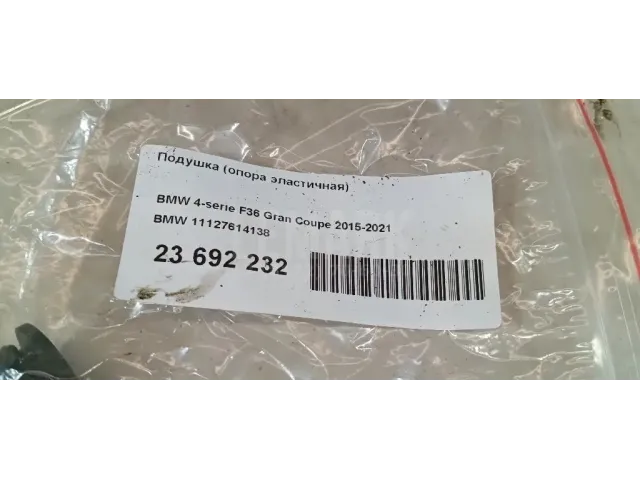 Подушка (опора эластичная)
BMW 4-serie F36 Gran Coupe 2015-2021
BMW 11127614138
23 692 232